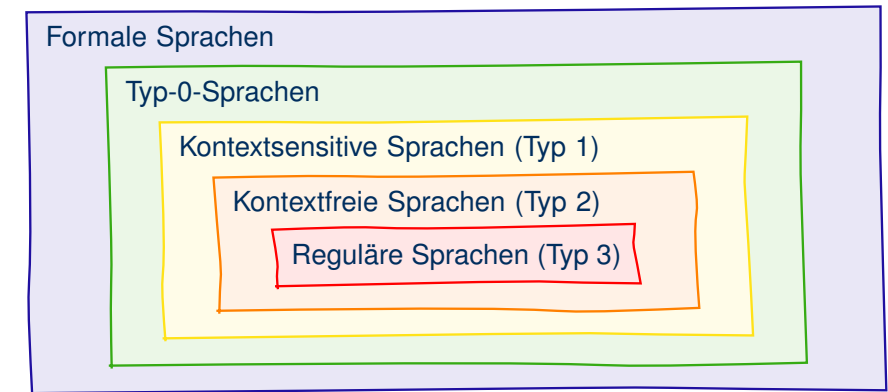 Formale Sprachen
Typ-0-Sprachen
Kontextsensitive Sprachen (Typ 1)
Kontextfreie Sprachen (Typ 2)
Reguläre Sprachen (Typ 3)